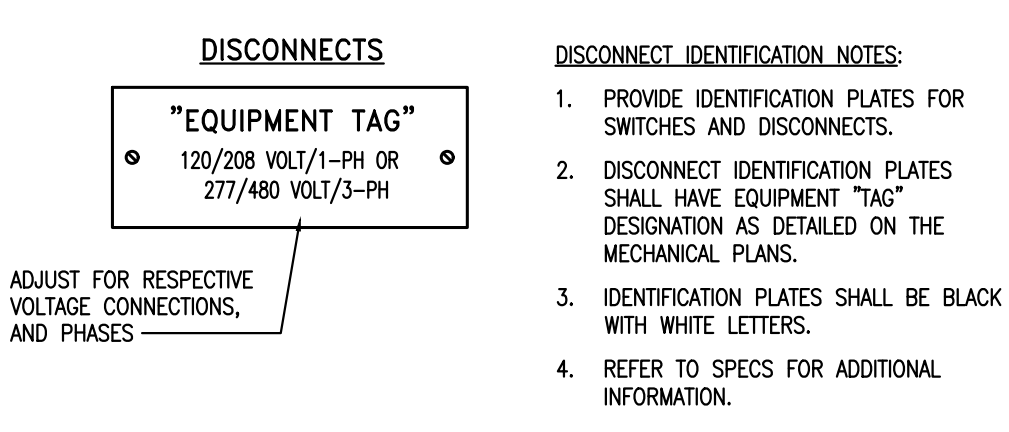 DISCONNECTS
"EQUIPMENT TAG"
120/208 VOLT/1-PH OR
277/480 VOLT/3-PH
ADJUST FOR RESPECTIVE
VOLTAGE CONNECTIONS,
AND PHASES
DISCONNECT IDENTIFICATION NOTES:
1. PROVIDE IDENTIFICATION PLATES FOR
SWITCHES AND DISCONNECTS.
2. DISCONNECT IDENTIFICATION PLATES
SHALL HAVE EQUIPMENT "TAG"
DESIGNATION AS DETAILED ON THE
MECHANICAL PLANS.
3. IDENTIFICATION PLATES SHALL BE BLACK
WITH WHITE LETTERS.
4. REFER TO SPECS FOR ADDITIONAL
INFORMATION.